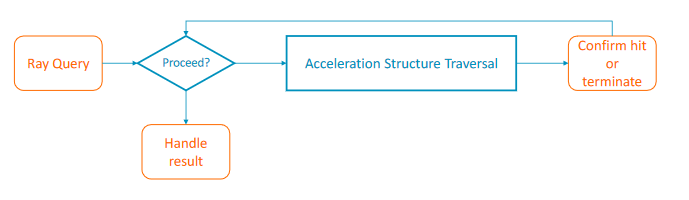 Ray Query
Proceed?
Acceleration Structure Traversal
Confirm hit
or
terminate
Handle
result